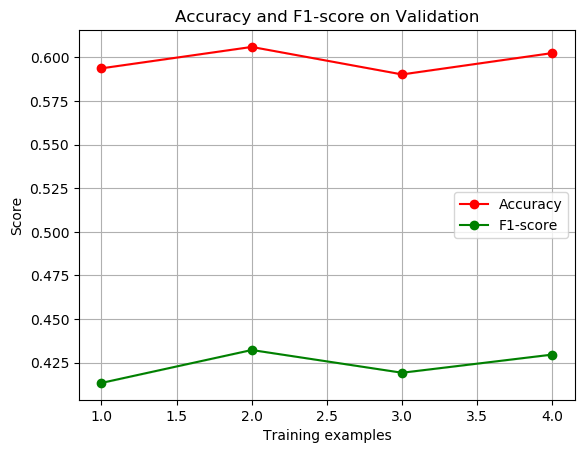 Accuracy and F1-score on Validation
0.600
0.575
0.550
0.525
0.500
0.475
0.450
0.425
Score
Accuracy
F1-score
1.0 1.5 2.0 2.5 3.0 3.5 4.0
Training examples